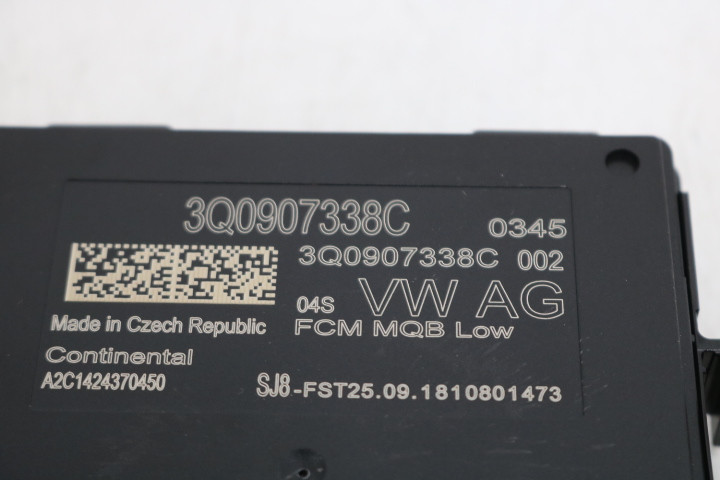 3Q0907338C
0345
3Q0907338C 002
04S VW AG
Made in Czech Republic
FCM MQB Low
Continental
A2C1424370450
SJ8-FST25.09.1810801473